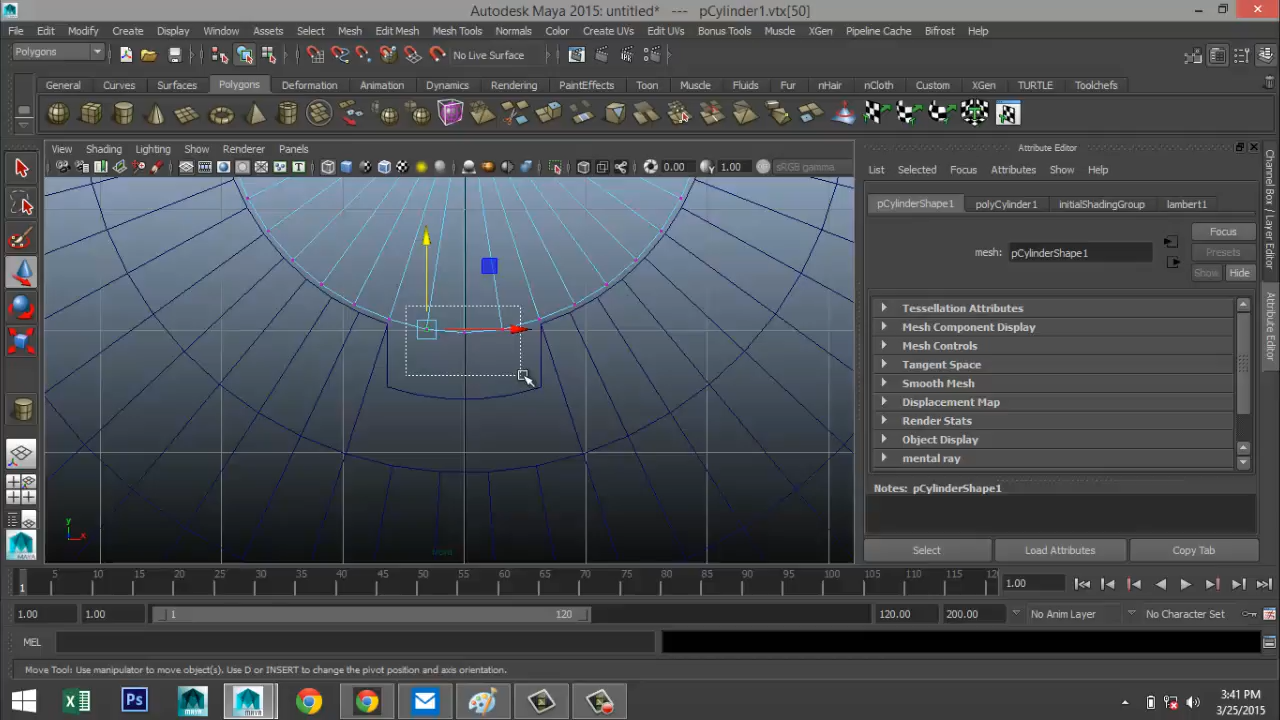 Autodesk Maya 2015: untitled* --- pCylinder1.vtx[50]
File Edit Modify Create Display Window Assets Select Mesh Edit Mesh Mesh Tools Normals Color Create UVs Edit UVs Bonus Tools Muscle XGen Pipeline Cache Bifrost Help
Polygons No Live Surface
General Curves Surfaces Polygons Deformation Animation Dynamics Rendering PaintEffects Toon Muscle Fluids Fur nHair nCloth Custom XGen TURTLE Toolchefs
View Shading Lighting Show Renderer Panels
0.00 1.00 sRGB gamma
Attribute Editor
List Selected Focus Attributes Show Help
pCylinderShape1 polyCylinder1 initialShadingGroup lambert1
Focus
mesh: pCylinderShape1
Presets
Show Hide
Tessellation Attributes
Mesh Component Display
Mesh Controls
Tangent Space
Smooth Mesh
Displacement Map
Render Stats
Object Display
mental ray
Notes: pCylinderShape1
Select Load Attributes Copy Tab
Channel Box / Layer Editor
Attribute Editor
y
x
MAYA
1 5 10 15 20 25 30 35 40 45 50 55 60 65 70 75 80 85 90 95 100 105 110 115 12 1.00
1.00 1.00 1 120 120.00 200.00 No Anim Layer No Character Set
MEL
Move Tool: Use manipulator to move object(s). Use D or INSERT to change the pivot position and axis orientation.
Ps
3:41 PM
3/25/2015